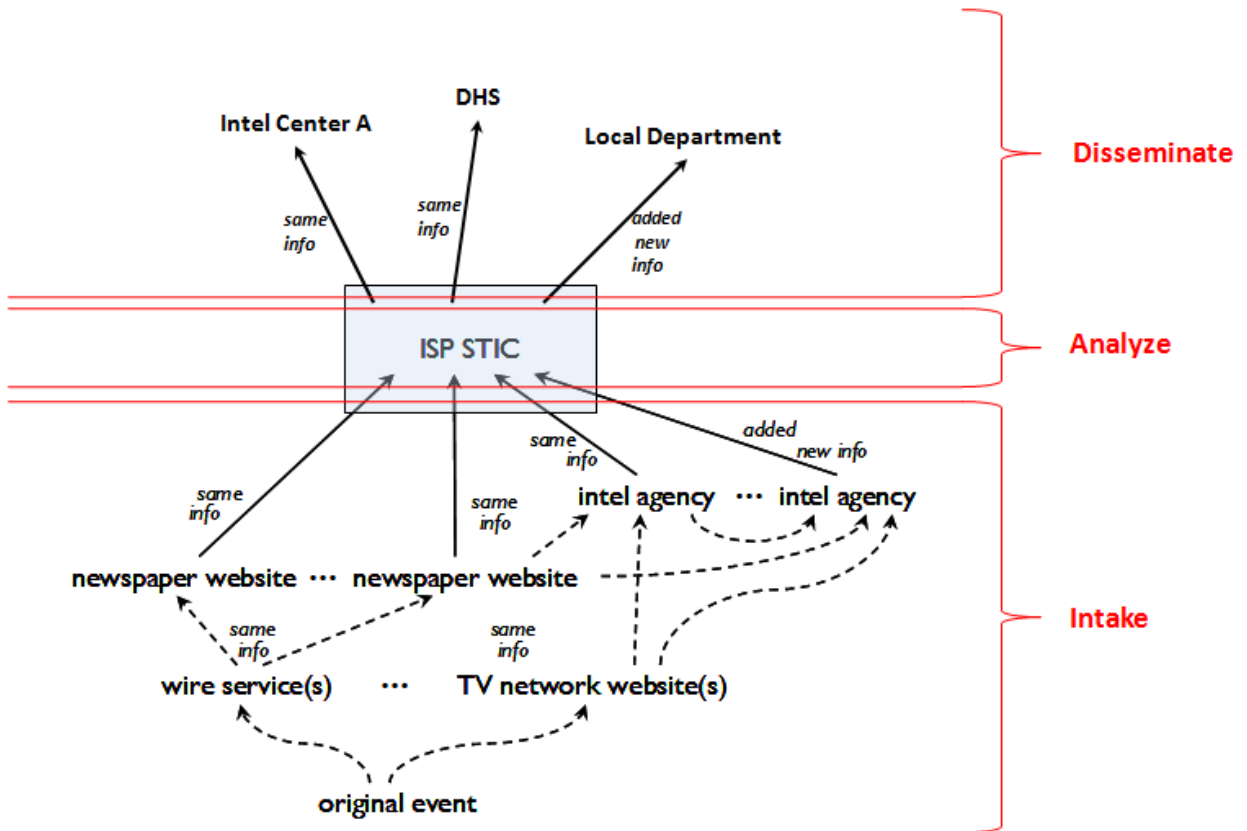 DHS
Intel Center A
Local Department
Disseminate
same
info
same
info
added
new
info
ISP STIC
Analyze
added
new info
same
info
same
info
same
info
intel agency ... intel agency
newspaper website ... newspaper website
same
info
same
info
Intake
wire service(s) ... TV network website(s)
original event